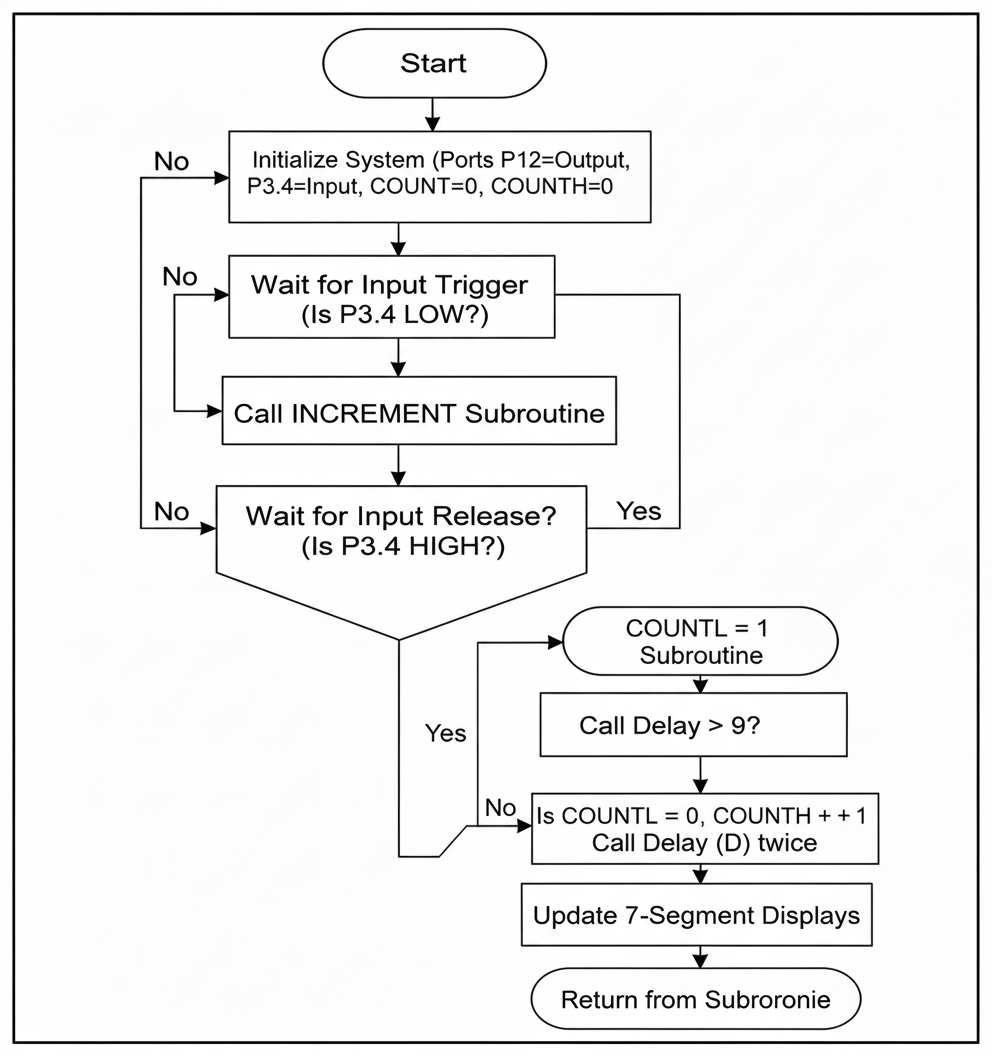 Start
No
Initialize System (Ports P12=Output,
P3.4=Input, COUNT=0, COUNTH=0
No
Wait for Input Trigger
(Is P3.4 LOW?)
Call INCREMENT Subroutine
No
Wait for Input Release?
(Is P3.4 HIGH?)
Yes
COUNTL = 1
Subroutine
Yes
Call Delay > 9?
No
Is COUNTL = 0, COUNTH + + 1
Call Delay (D) twice
Update 7-Segment Displays
Return from Subroronie